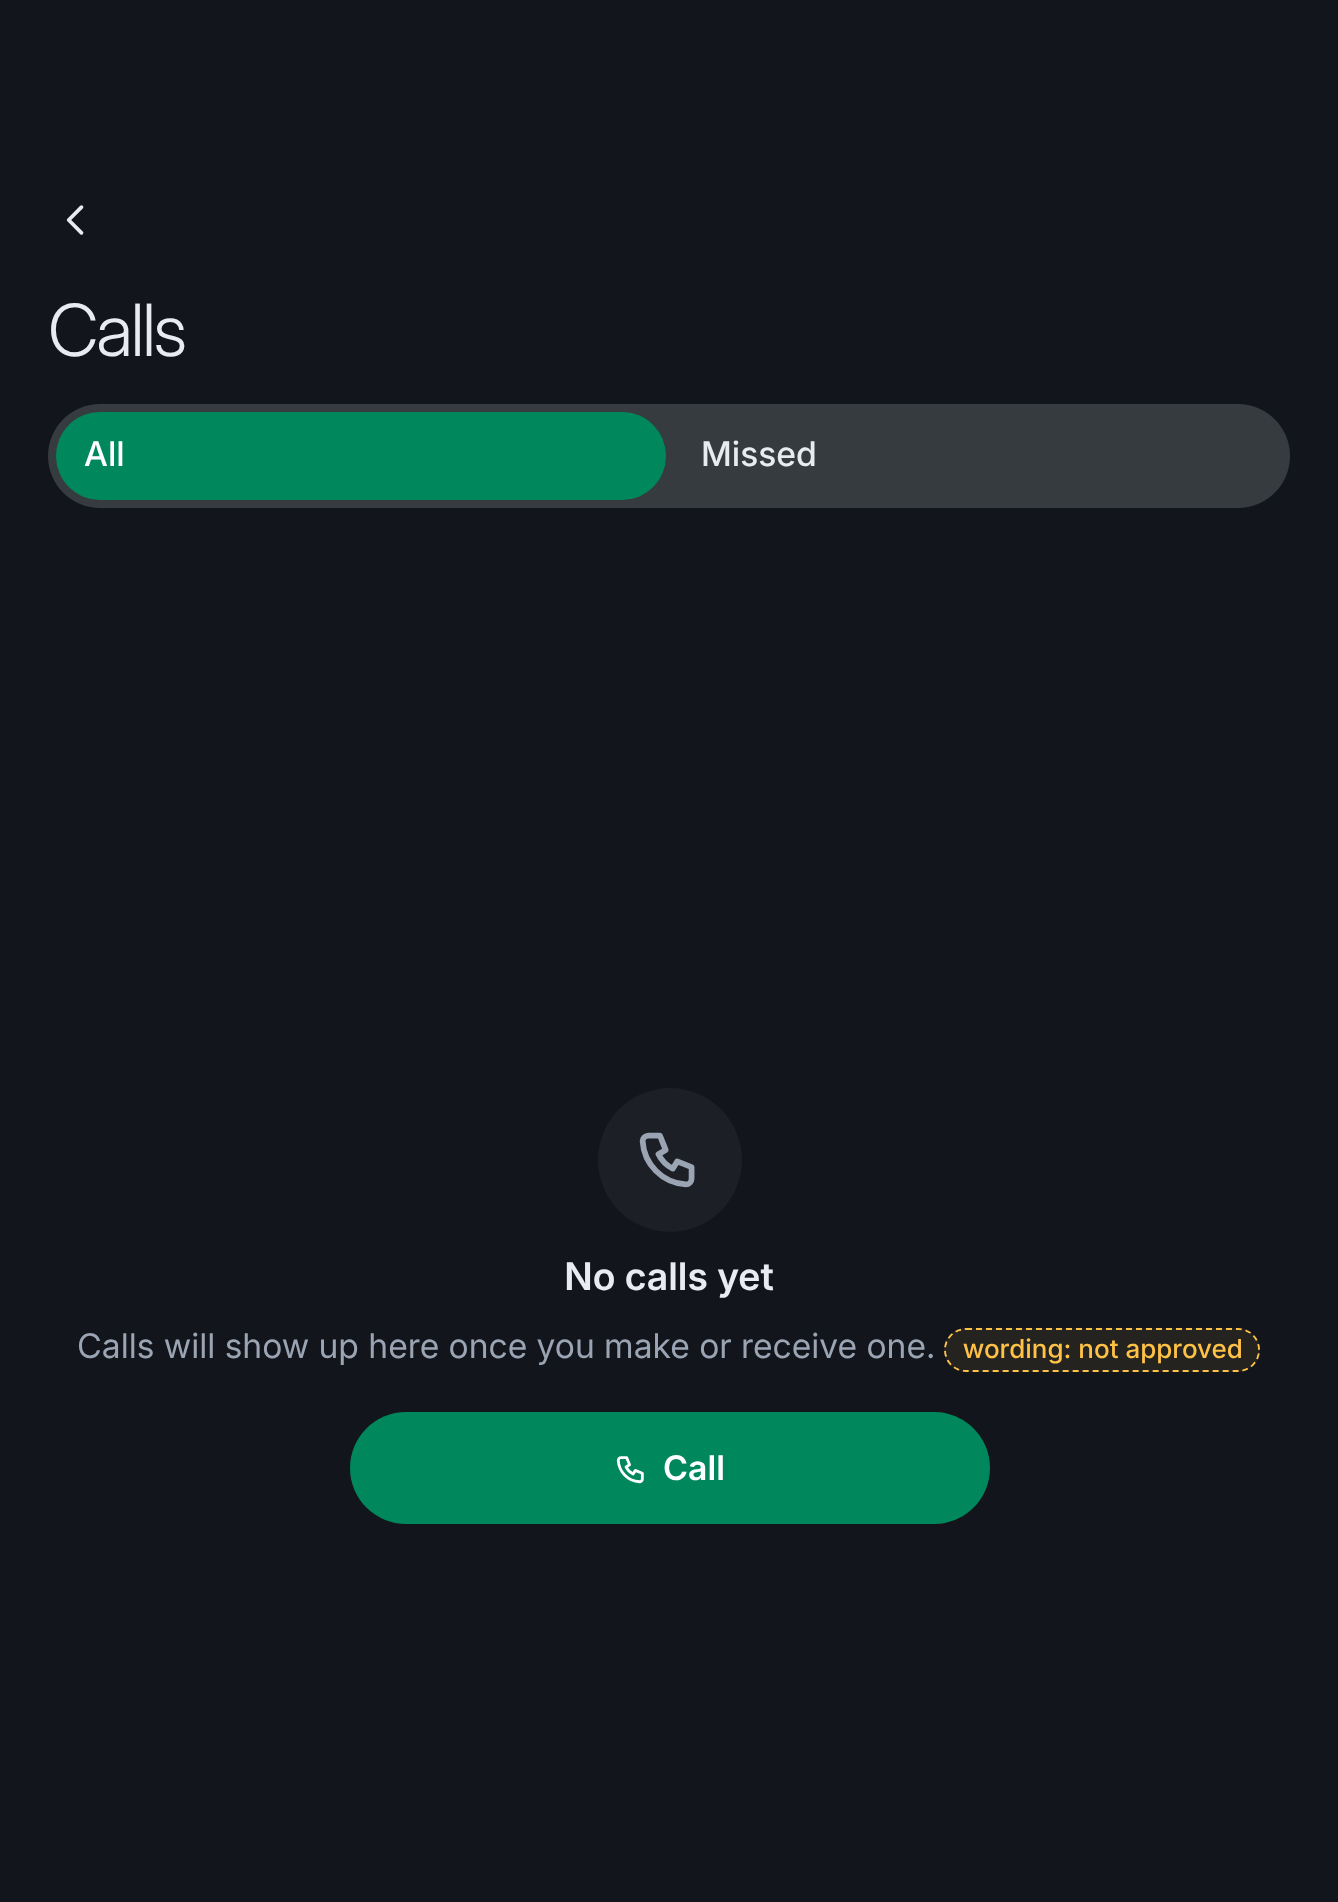 Calls
All
Missed
No calls yet
Calls will show up here once you make or receive one. wording: not approved
Call